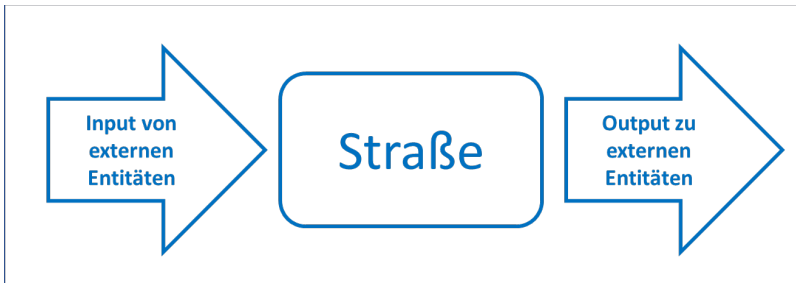 Input von
externen
Entitäten
Straße
Output zu
externen
Entitäten